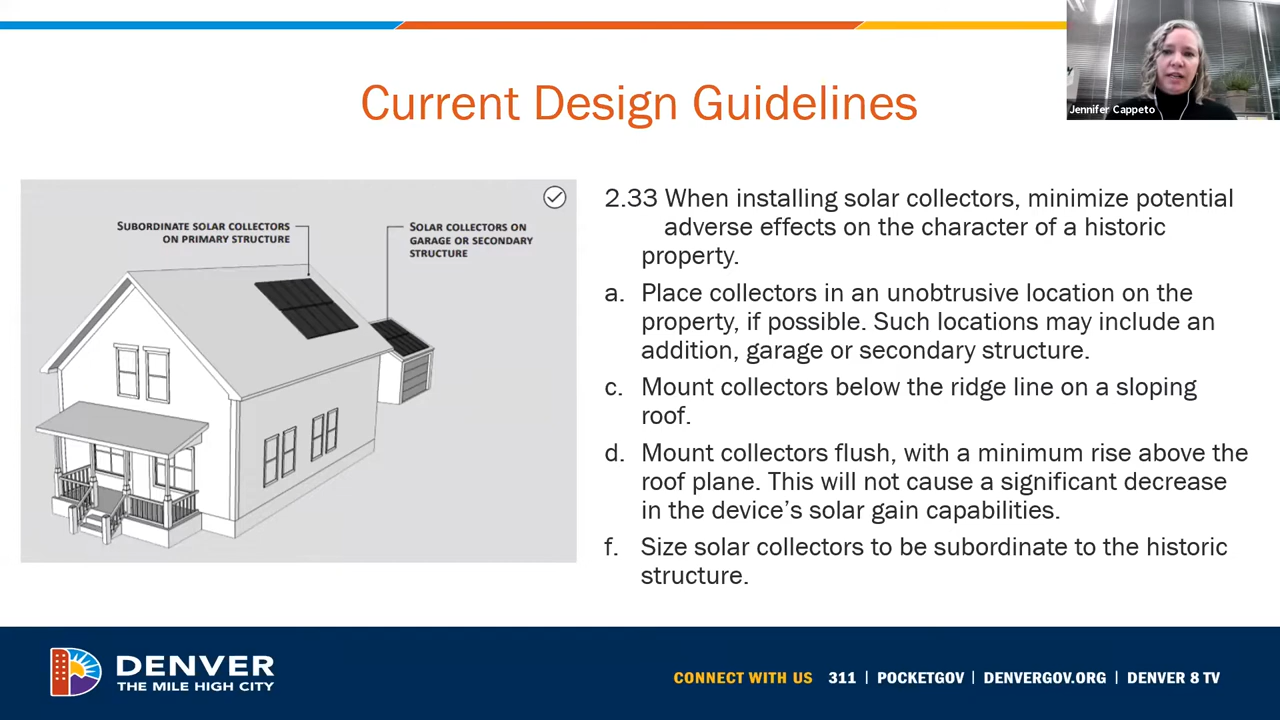 Jennifer Cappeto
Current Design Guidelines
SUBORDINATE SOLAR COLLECTORS
ON PRIMARY STRUCTURE
SOLAR COLLECTORS ON
GARAGE OR SECONDARY
STRUCTURE
2.33 When installing solar collectors, minimize potential
adverse effects on the character of a historic
property.
a. Place collectors in an unobtrusive location on the
property, if possible. Such locations may include an
addition, garage or secondary structure.
c. Mount collectors below the ridge line on a sloping
roof.
d. Mount collectors flush, with a minimum rise above the
roof plane. This will not cause a significant decrease
in the device’s solar gain capabilities.
f. Size solar collectors to be subordinate to the historic
structure.
DENVER
THE MILE HIGH CITY
CONNECT WITH US 311 | POCKETGOV | DENVERGOV.ORG | DENVER 8 TV